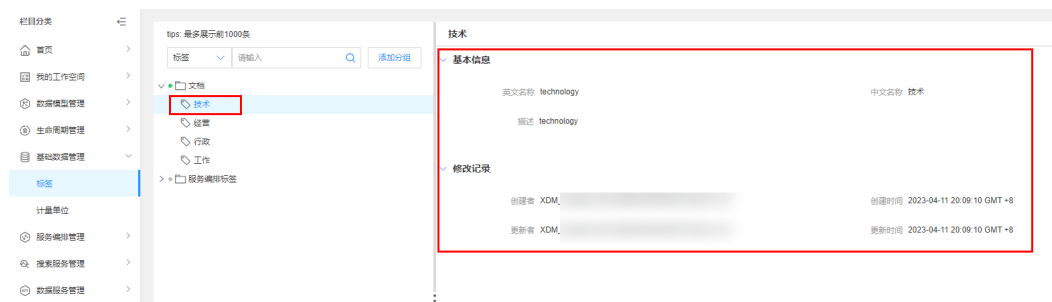 栏目分类
首页
我的工作空间
数据模型管理
生命周期管理
基础数据管理
标签
计量单位
服务编排管理
搜索服务管理
数据服务管理
tips: 最多展示前1000条
标签 请输入 添加分组
文档
技术
经营
行政
工作
服务编排标签
技术
基本信息
英文名称 technology 中文名称 技术
描述 technology
修改记录
创建者 XDM_ 创建时间 2023-04-11 20:09:10 GMT +8
更新者 XDM_ 更新时间 2023-04-11 20:09:10 GMT +8